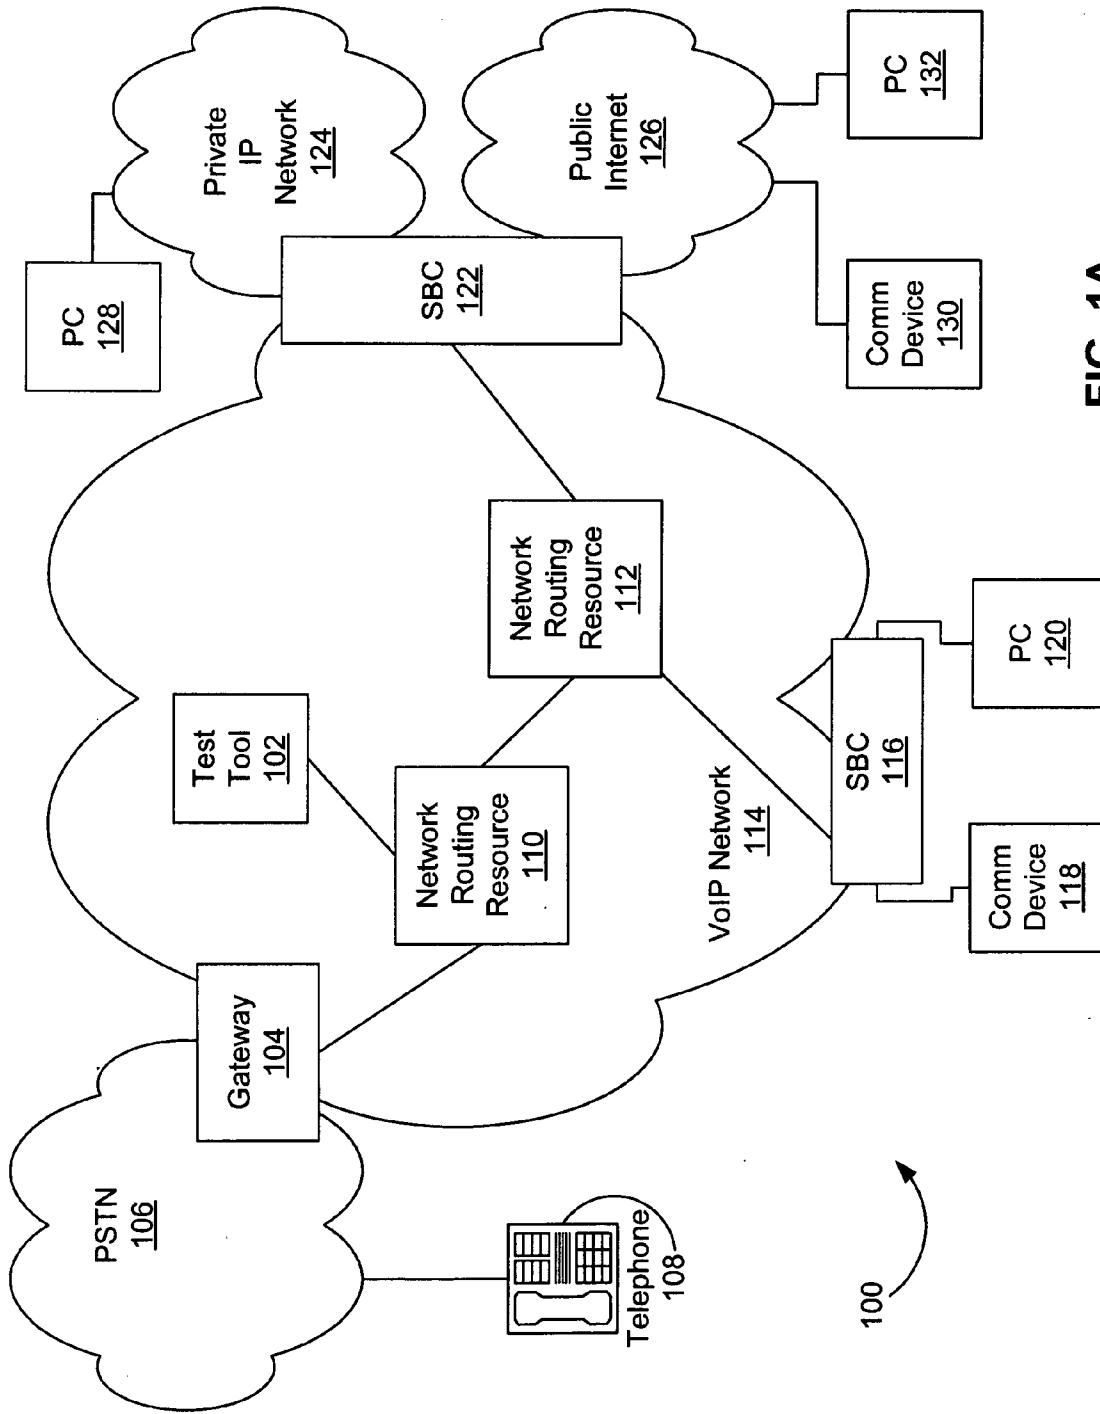 PSTN
106
Gateway
104
Telephone
108
100
Test
Tool
102
Network
Routing
Resource
110
Network
Routing
Resource
112
VoIP Network
114
SBC
116
Comm
Device
118
PC
120
SBC
122
PC
128
Private
IP
Network
124
Public
Internet
126
Comm
Device
130
PC
132
FIG. 1A